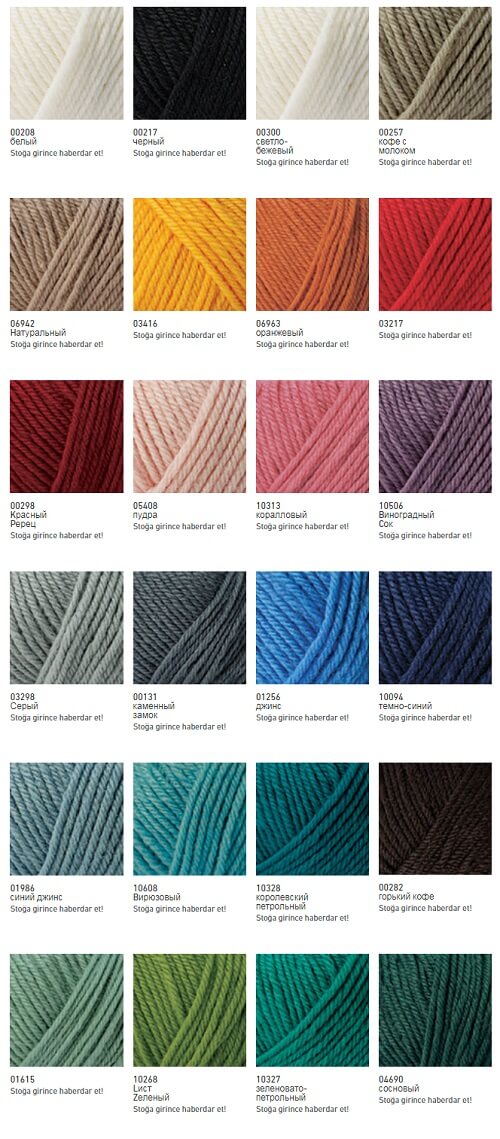 00208
белый
Stoğa girince haberdar et!
00217
черный
Stoğa girince haberdar et!
00300
светло-
бежевый
Stoğa girince haberdar et!
00257
кофе с
молоком
Stoğa girince haberdar et!
06942
Натуральный
Stoğa girince haberdar et!
03416
Stoğa girince haberdar et!
06963
оранжевый
Stoğa girince haberdar et!
03217
Stoğa girince haberdar et!
00298
Красный
Perец
Stoğa girince haberdar et!
05408
пудра
Stoğa girince haberdar et!
10313
коралловый
Stoğa girince haberdar et!
10506
Виноградный
Сок
Stoğa girince haberdar et!
03298
Серый
Stoğa girince haberdar et!
00131
каменный
замок
Stoğa girince haberdar et!
01256
джинс
Stoğa girince haberdar et!
10094
темно-синий
Stoğa girince haberdar et!
01986
синий джинс
Stoğa girince haberdar et!
10608
Вирюзовый
Stoğa girince haberdar et!
10328
королевский
петрольный
Stoğa girince haberdar et!
00282
горький кофе
Stoğa girince haberdar et!
01615
Stoğa girince haberdar et!
10268
Lист
Zеленый
Stoğa girince haberdar et!
10327
зеленовато-
петрольный
Stoğa girince haberdar et!
04690
сосновый
Stoğa girince haberdar et!